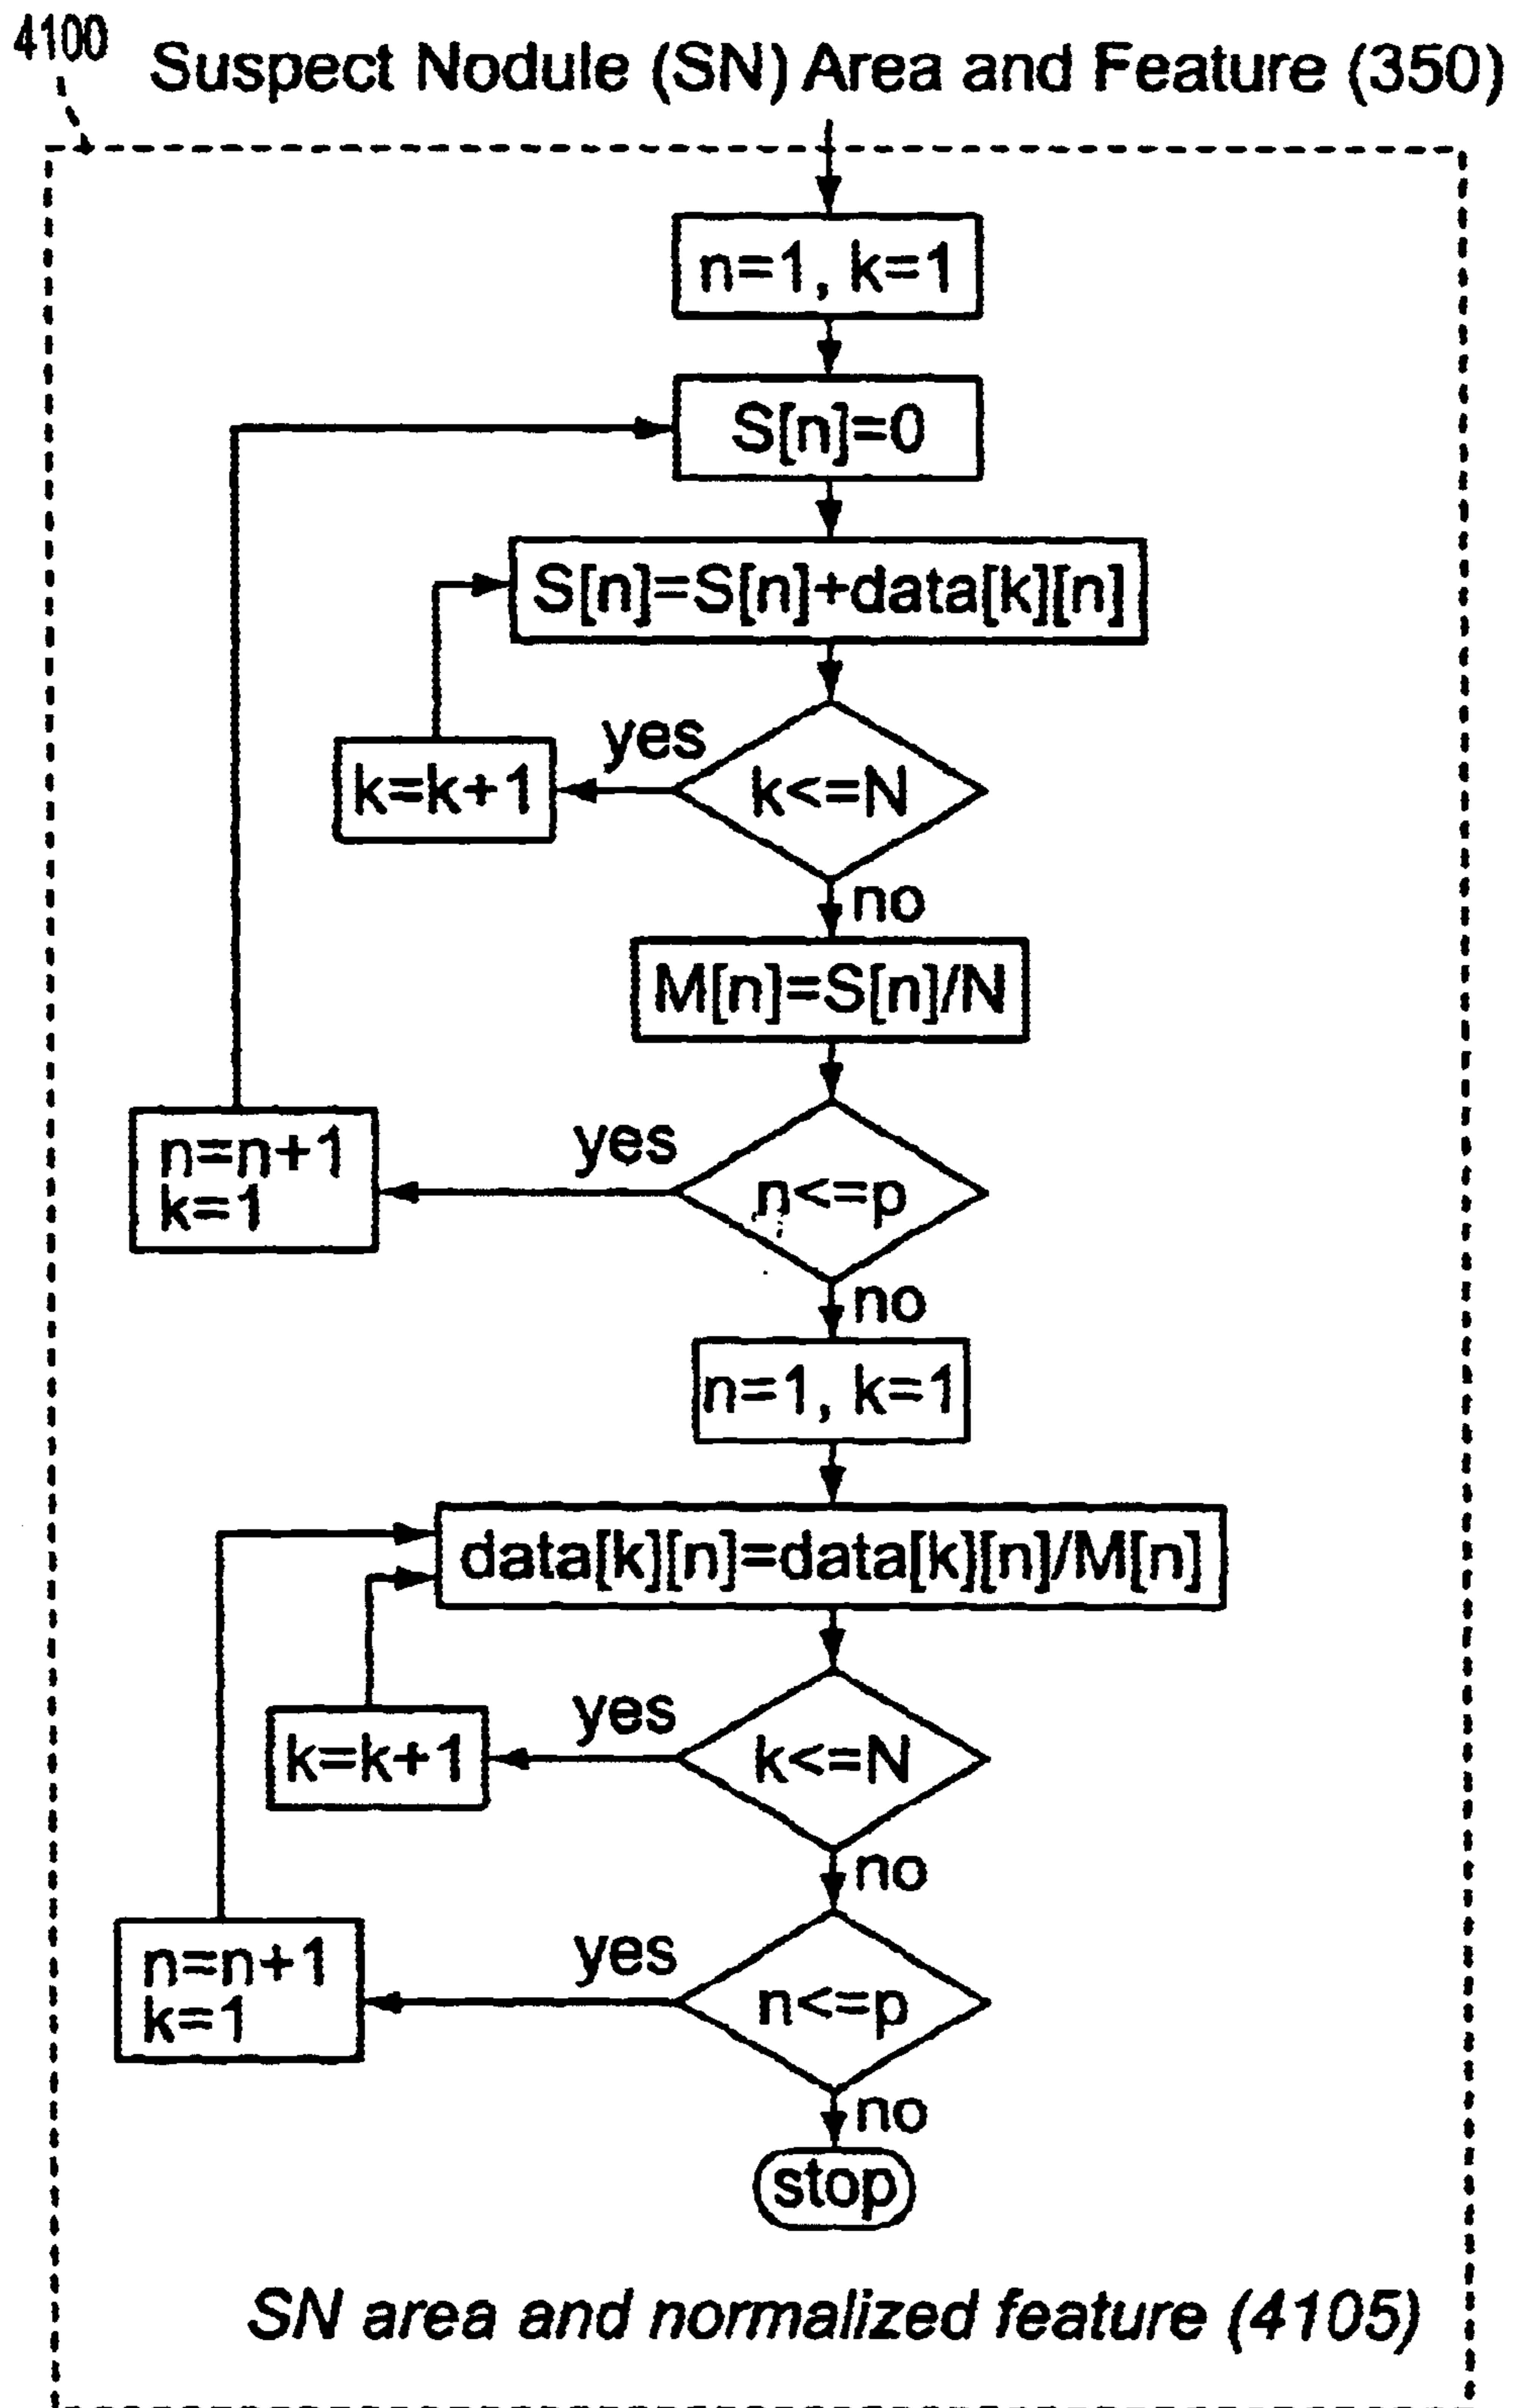 4100
Suspect Nodule (SN) Area and Feature (350)
n=1, k=1
S[n]=0
S[n]=S[n]+data[k][n]
yes
k=k+1
k<=N
no
M[n]=S[n]/N
yes
n=n+1
k=1
n<=p
no
n=1, k=1
data[k][n]=data[k][n]/M[n]
yes
k=k+1
k<=N
no
yes
n=n+1
k=1
n<=p
no
stop
SN area and normalized feature (4105)